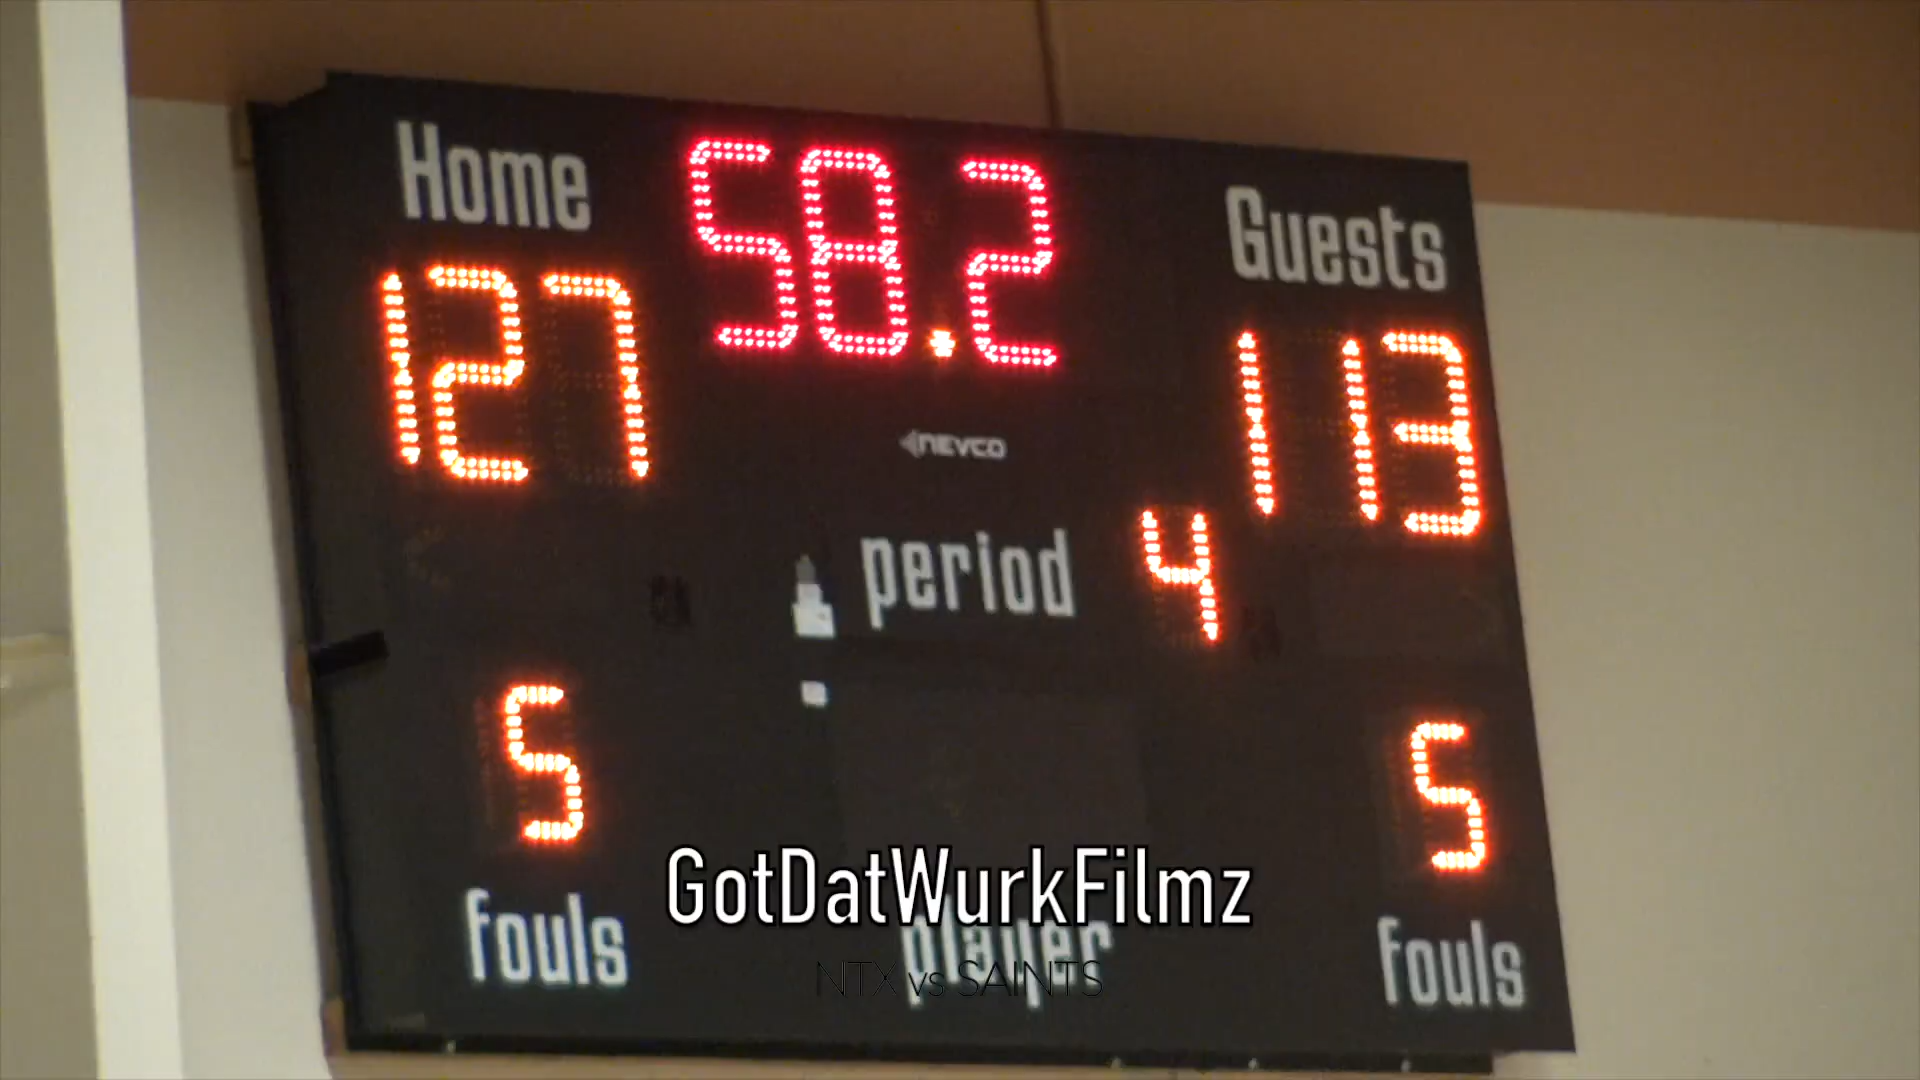 Home
58.2
Guests
127
113
NEVCO
period
4
5
5
GotDatWurkFilmz
fouls
player
fouls
NTX vs SAINTS